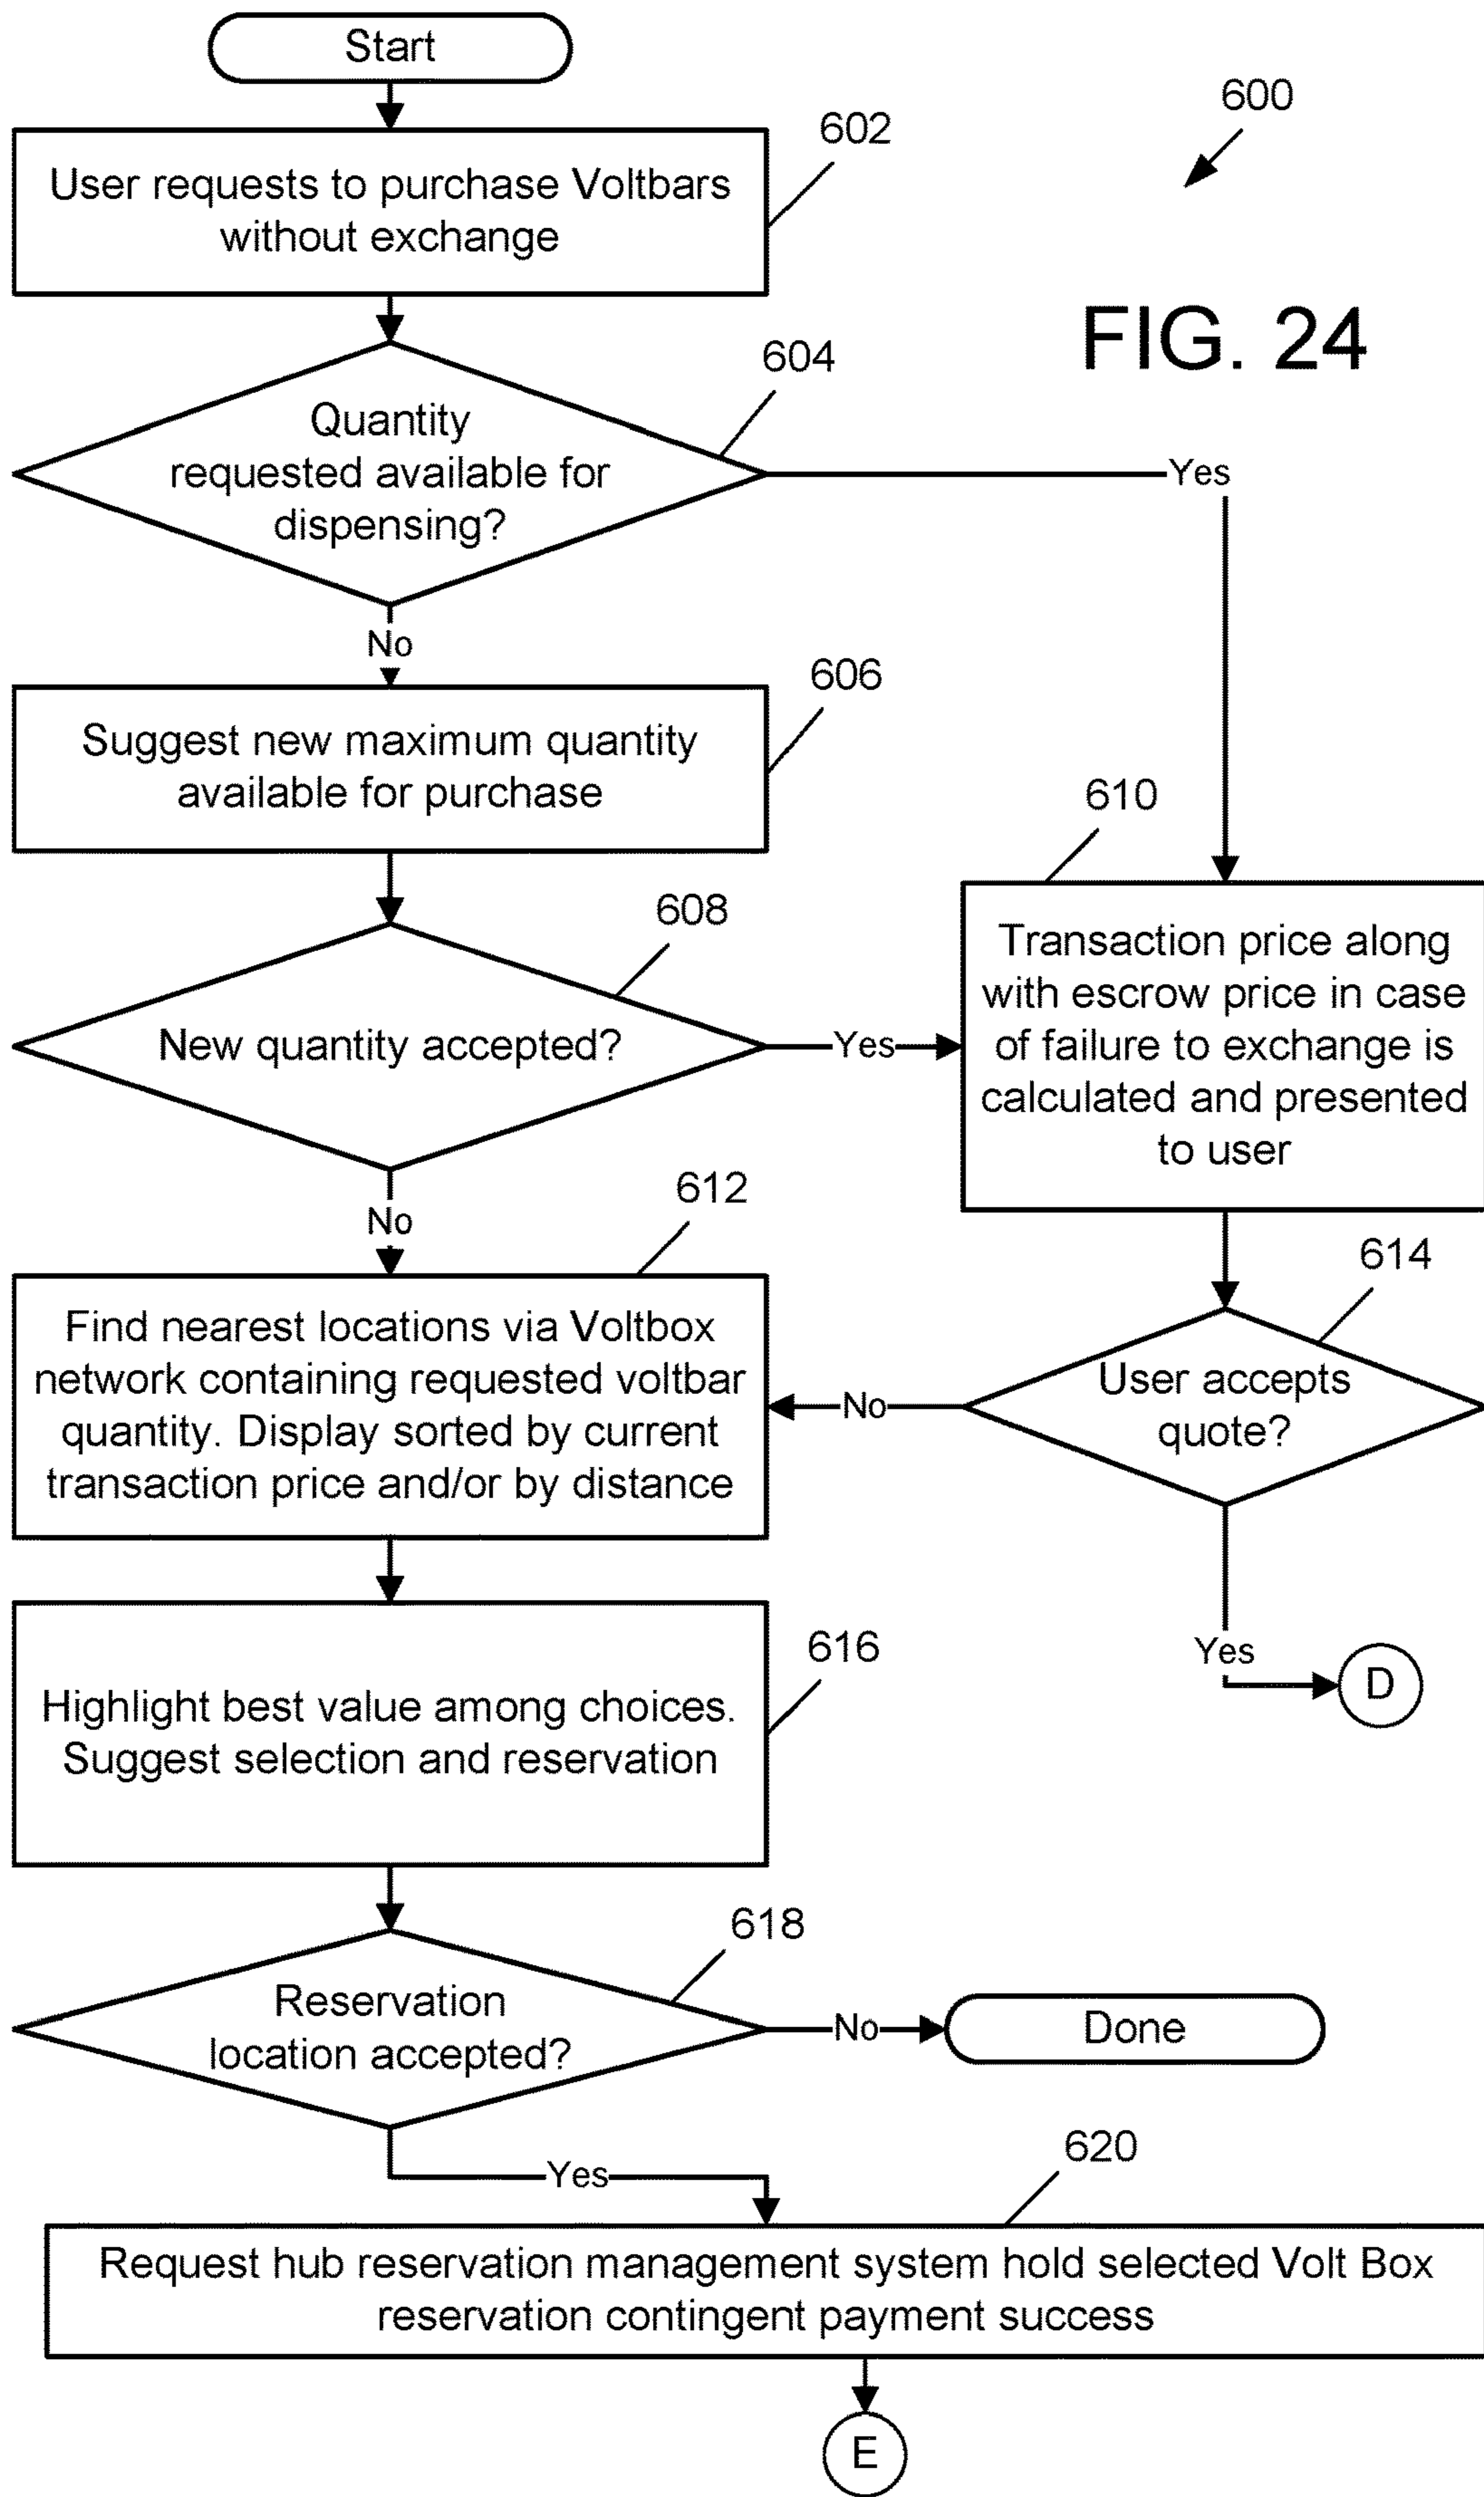 Start
600
602
User requests to purchase Voltbars
without exchange
FIG. 24
604
Quantity
requested available for
dispensing?
Yes
No
606
Suggest new maximum quantity
available for purchase
610
608
New quantity accepted?
Yes
Transaction price along
with escrow price in case
of failure to exchange is
calculated and presented
to user
No
612
614
Find nearest locations via Voltbox
network containing requested voltbar
quantity. Display sorted by current
transaction price and/or by distance
No
User accepts
quote?
Yes
D
616
Highlight best value among choices.
Suggest selection and reservation
618
Reservation
location accepted?
No
Done
Yes
620
Request hub reservation management system hold selected Volt Box
reservation contingent payment success
E